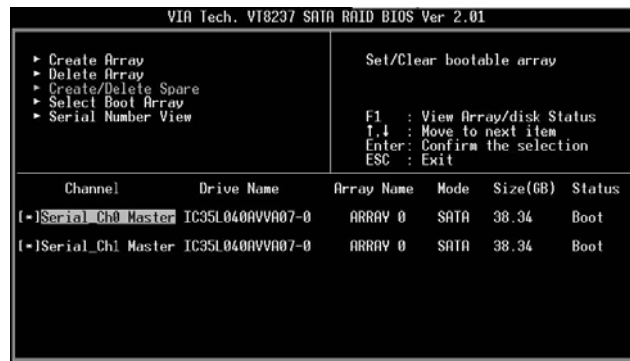 VIA Tech. VT8237 SATA RAID BIOS Ver 2.01
► Create Array
► Delete Array
► Create/Delete Spare
► Select Boot Array
► Serial Number View
Set/Clear bootable array
F1 : View Array/disk Status
↑,↓ : Move to next item
Enter: Confirm the selection
ESC : Exit
Channel Drive Name Array Name Mode Size(GB) Status
[*]Serial_Ch0 Master IC35L040AVVA07-0 ARRAY 0 SATA 38.34 Boot
[*]Serial_Ch1 Master IC35L040AVVA07-0 ARRAY 0 SATA 38.34 Boot